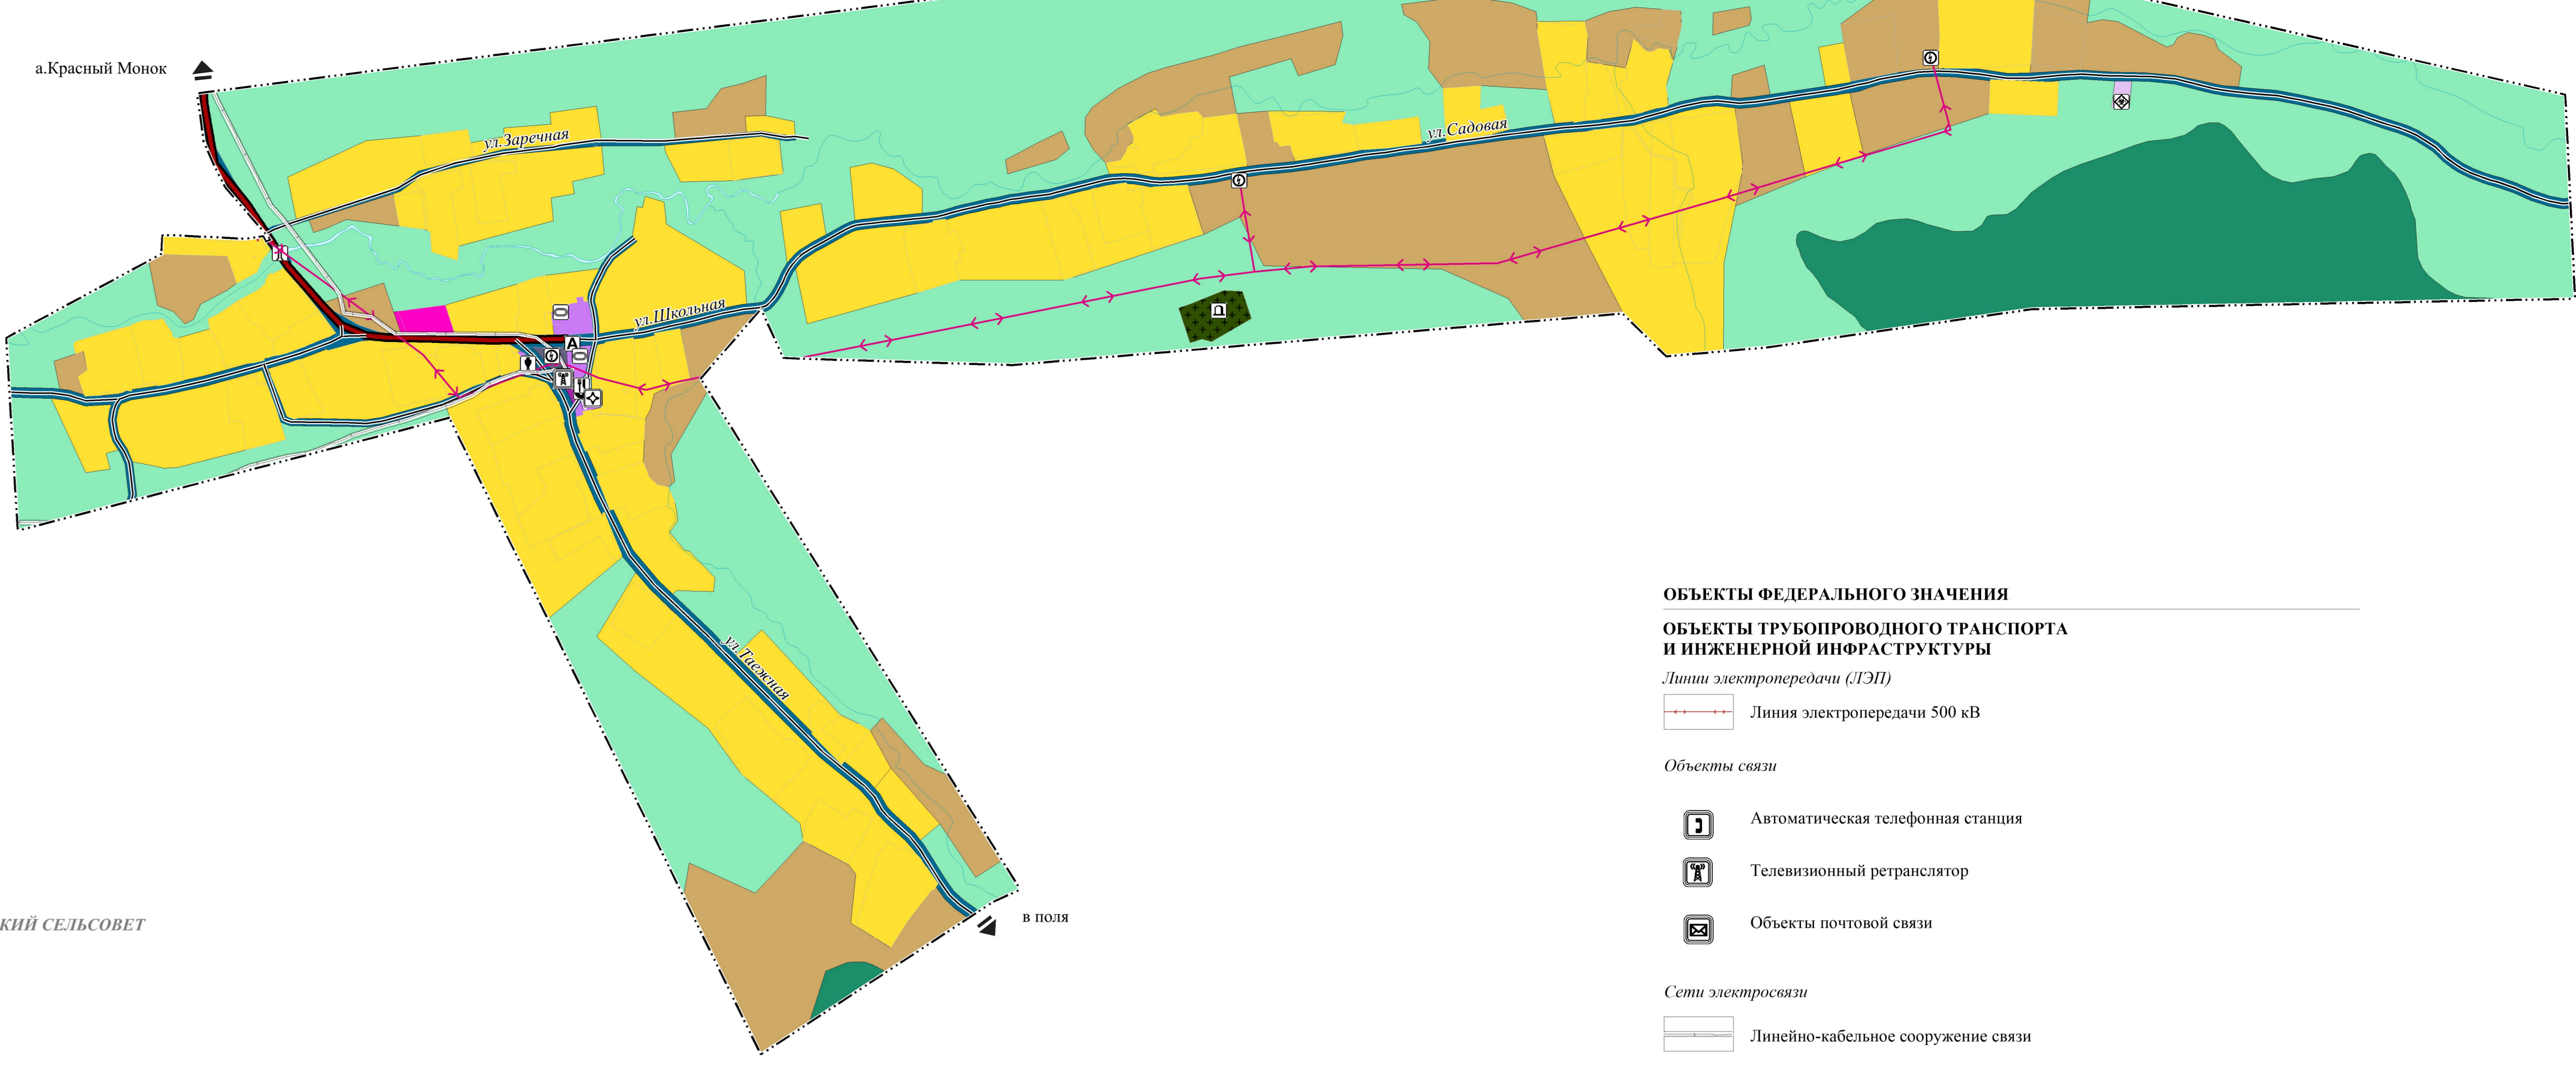 а.Красный Монок
ул.Заречная
ул.Садовая
ул.Школьная
А
ул.Таежная
в поля
КИЙ СЕЛЬСОВЕТ
ОБЪЕКТЫ ФЕДЕРАЛЬНОГО ЗНАЧЕНИЯ
ОБЪЕКТЫ ТРУБОПРОВОДНОГО ТРАНСПОРТА
И ИНЖЕНЕРНОЙ ИНФРАСТРУКТУРЫ
Линии электропередачи (ЛЭП)
Линия электропередачи 500 кВ
Объекты связи
Автоматическая телефонная станция
Телевизионный ретранслятор
Объекты почтовой связи
Сети электросвязи
Линейно-кабельное сооружение связи